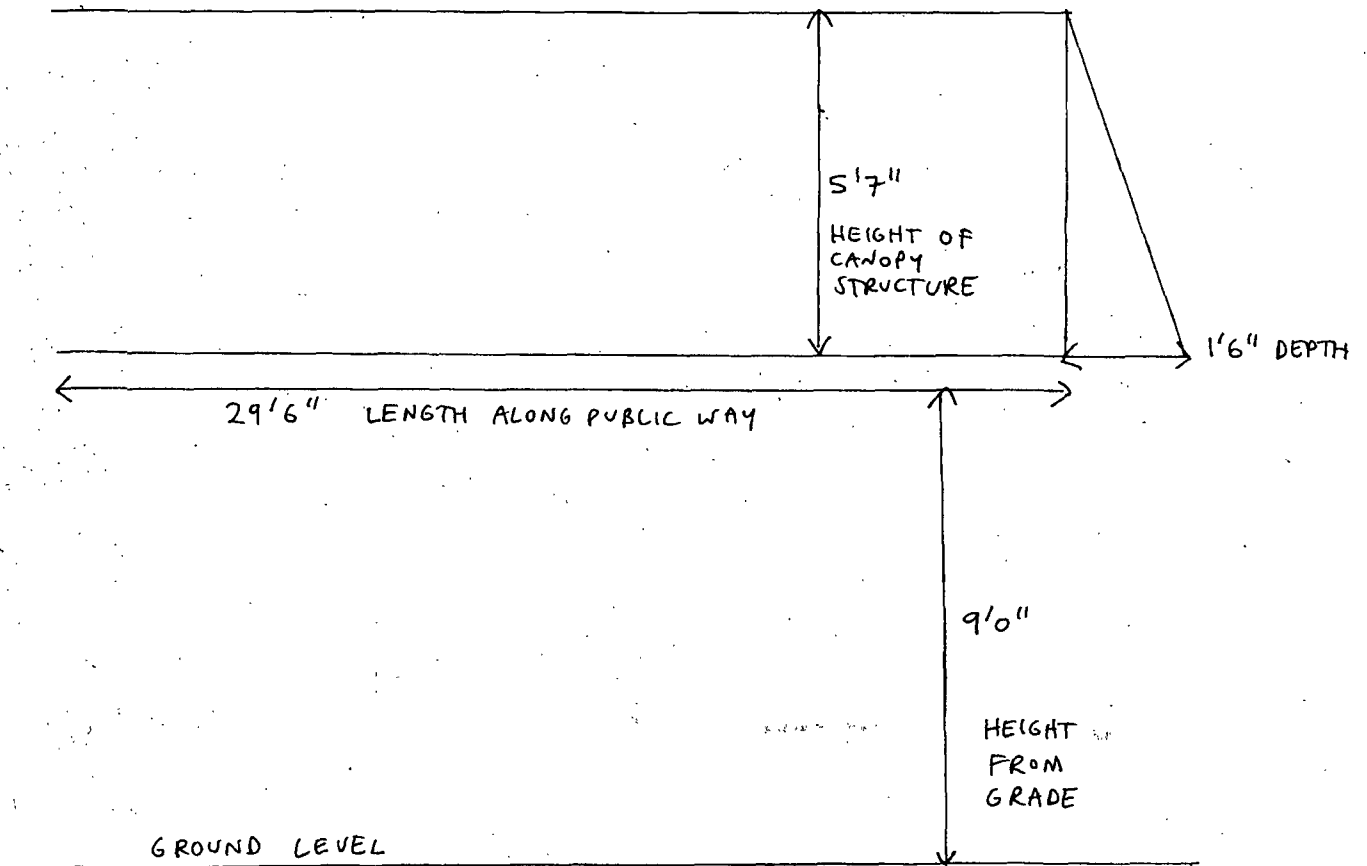 5'7"
HEIGHT OF
CANOPY
STRUCTURE
1'6" DEPTH
29'6" LENGTH ALONG PUBLIC WAY
9'0"
HEIGHT
FROM
GRADE
GROUND LEVEL